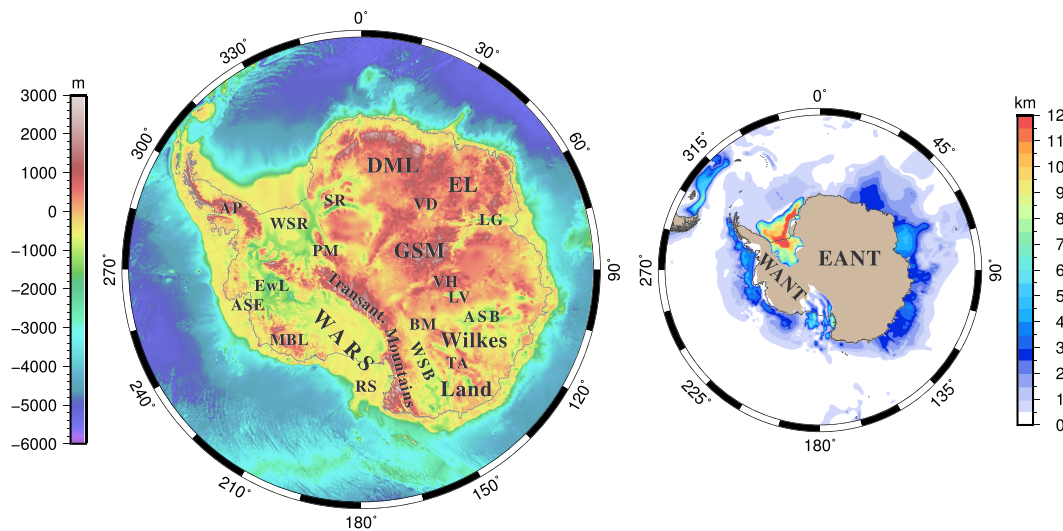 m
3000
2000
1000
0
−1000
−2000
−3000
−4000
−5000
−6000
0˚
30˚
60˚
90˚
120˚
150˚
180˚
210˚
240˚
270˚
300˚
330˚
DML
EL
AP
SR
VD
WSR
LG
PM
GSM
EwL
VH
ASE
LV
Transant. Mountains
WARS
BM
ASB
MBL
Wilkes
WSB
TA
RS
Land
0˚
45˚
90˚
135˚
180˚
225˚
270˚
315˚
WANT
EANT
km
12
11
10
9
8
7
6
5
4
3
2
1
0